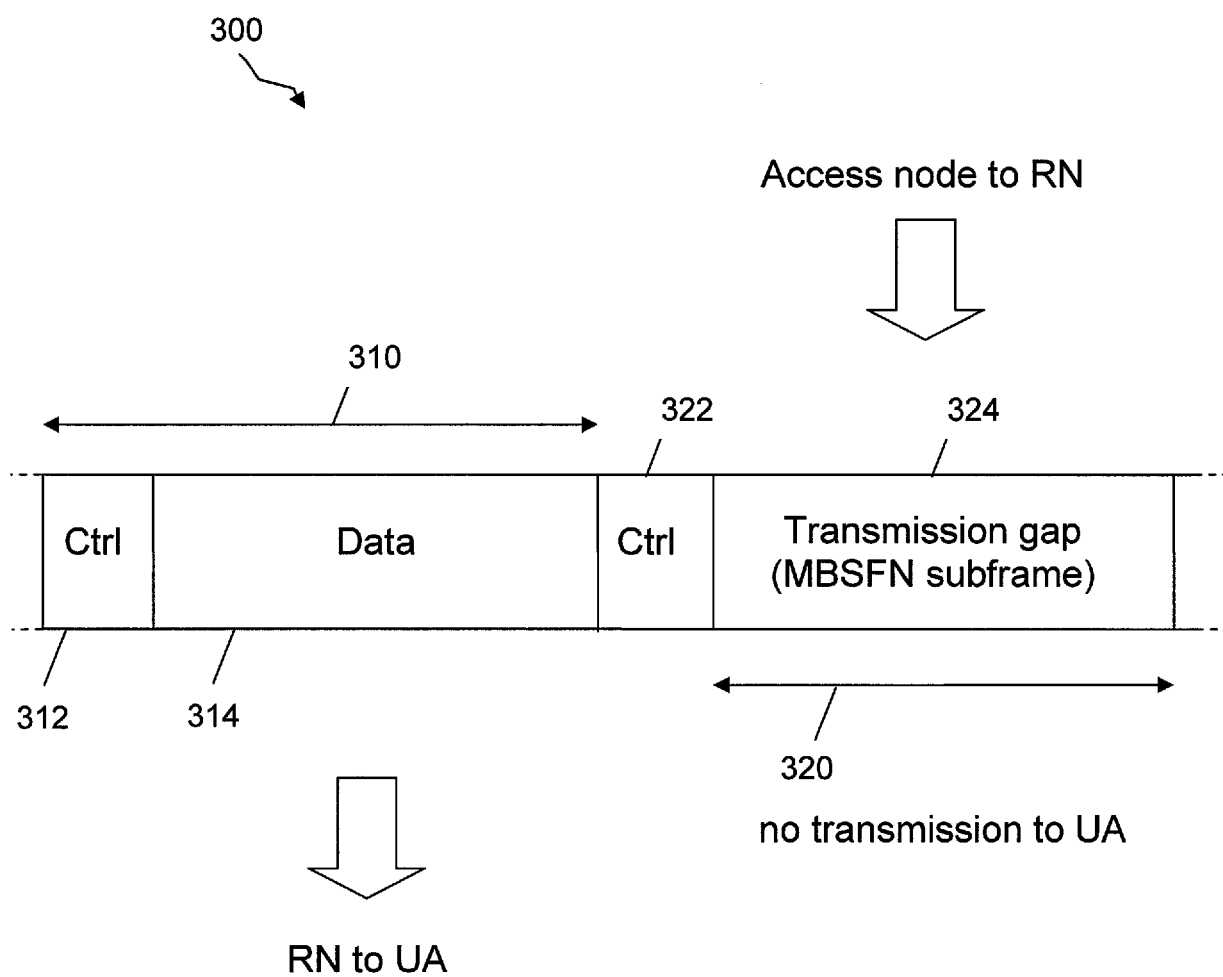 300
Access node to RN
310
322
324
Ctrl
Data
Ctrl
Transmission gap
(MBSFN subframe)
312
314
320
no transmission to UA
RN to UA